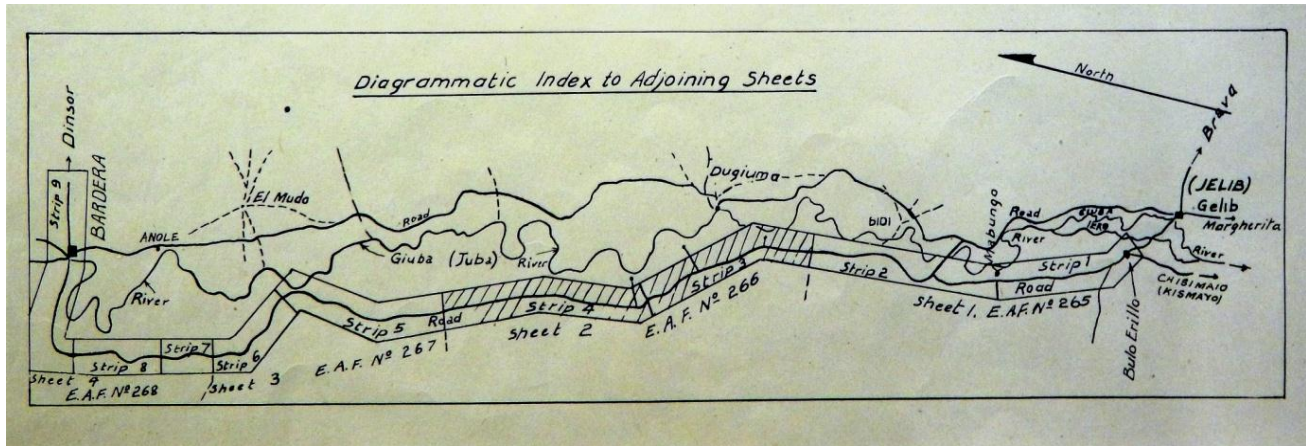 Diagrammatic Index to Adjoining Sheets
North
Strip 9
→ Dinsor
BARDERA
ANOLE
El Mudo
River
Road
Giuba (Juba)
River
Dugiuma
BIDI
Mabungo
Road
River
GIUBA
IERO
Brava
(JELIB)
Gelib
Margherita
River
CHISIMAIO
(KISMAYO)
Bulo Erillo
Strip 1
Road
Sheet 1. E.A.F. Nº 265
Strip 2
Strip 3
E.A.F. Nº 266
Strip 4
Sheet 2
Strip 5
Road
E.A.F. Nº 267
Strip 6
Sheet 3
Strip 7
Strip 8
Sheet 4
E.A.F. Nº 268